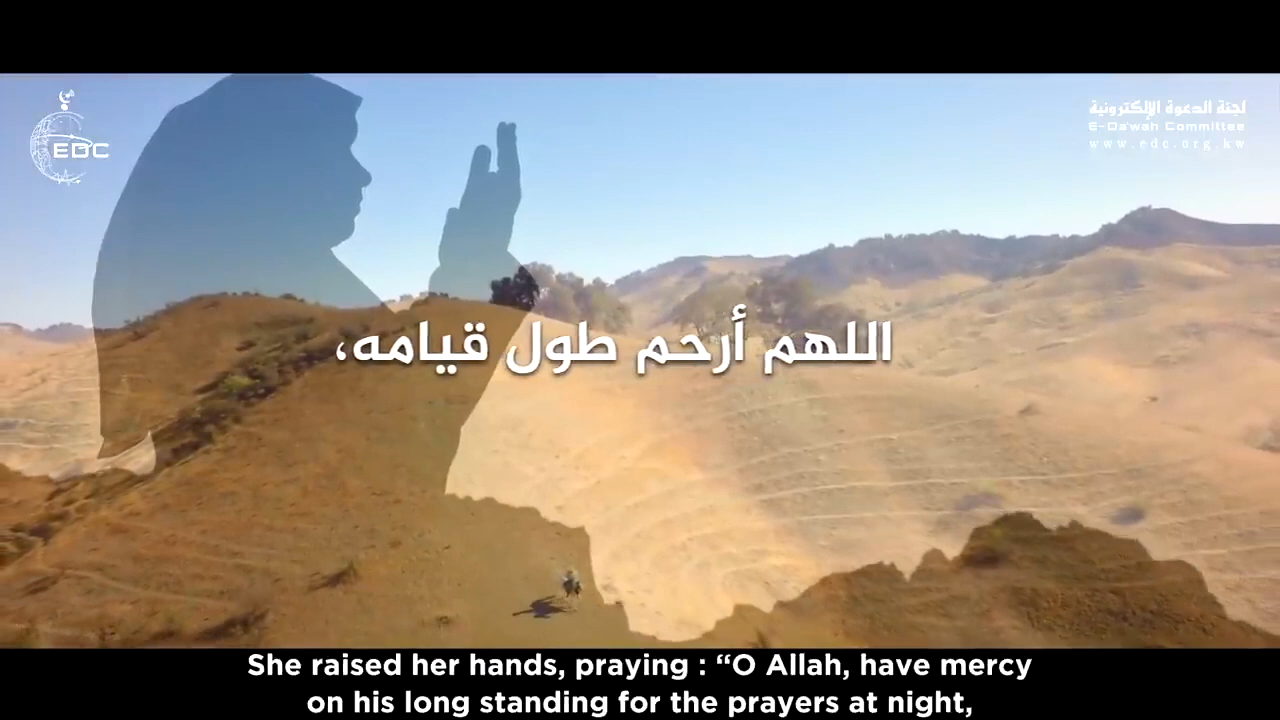 EDC
لجنة الدعوة الإلكترونية
E-Da'wah Committee
www.edc.org.kw
اللهم أرحم طول قيامه،
She raised her hands, praying : “O Allah, have mercy
on his long standing for the prayers at night,